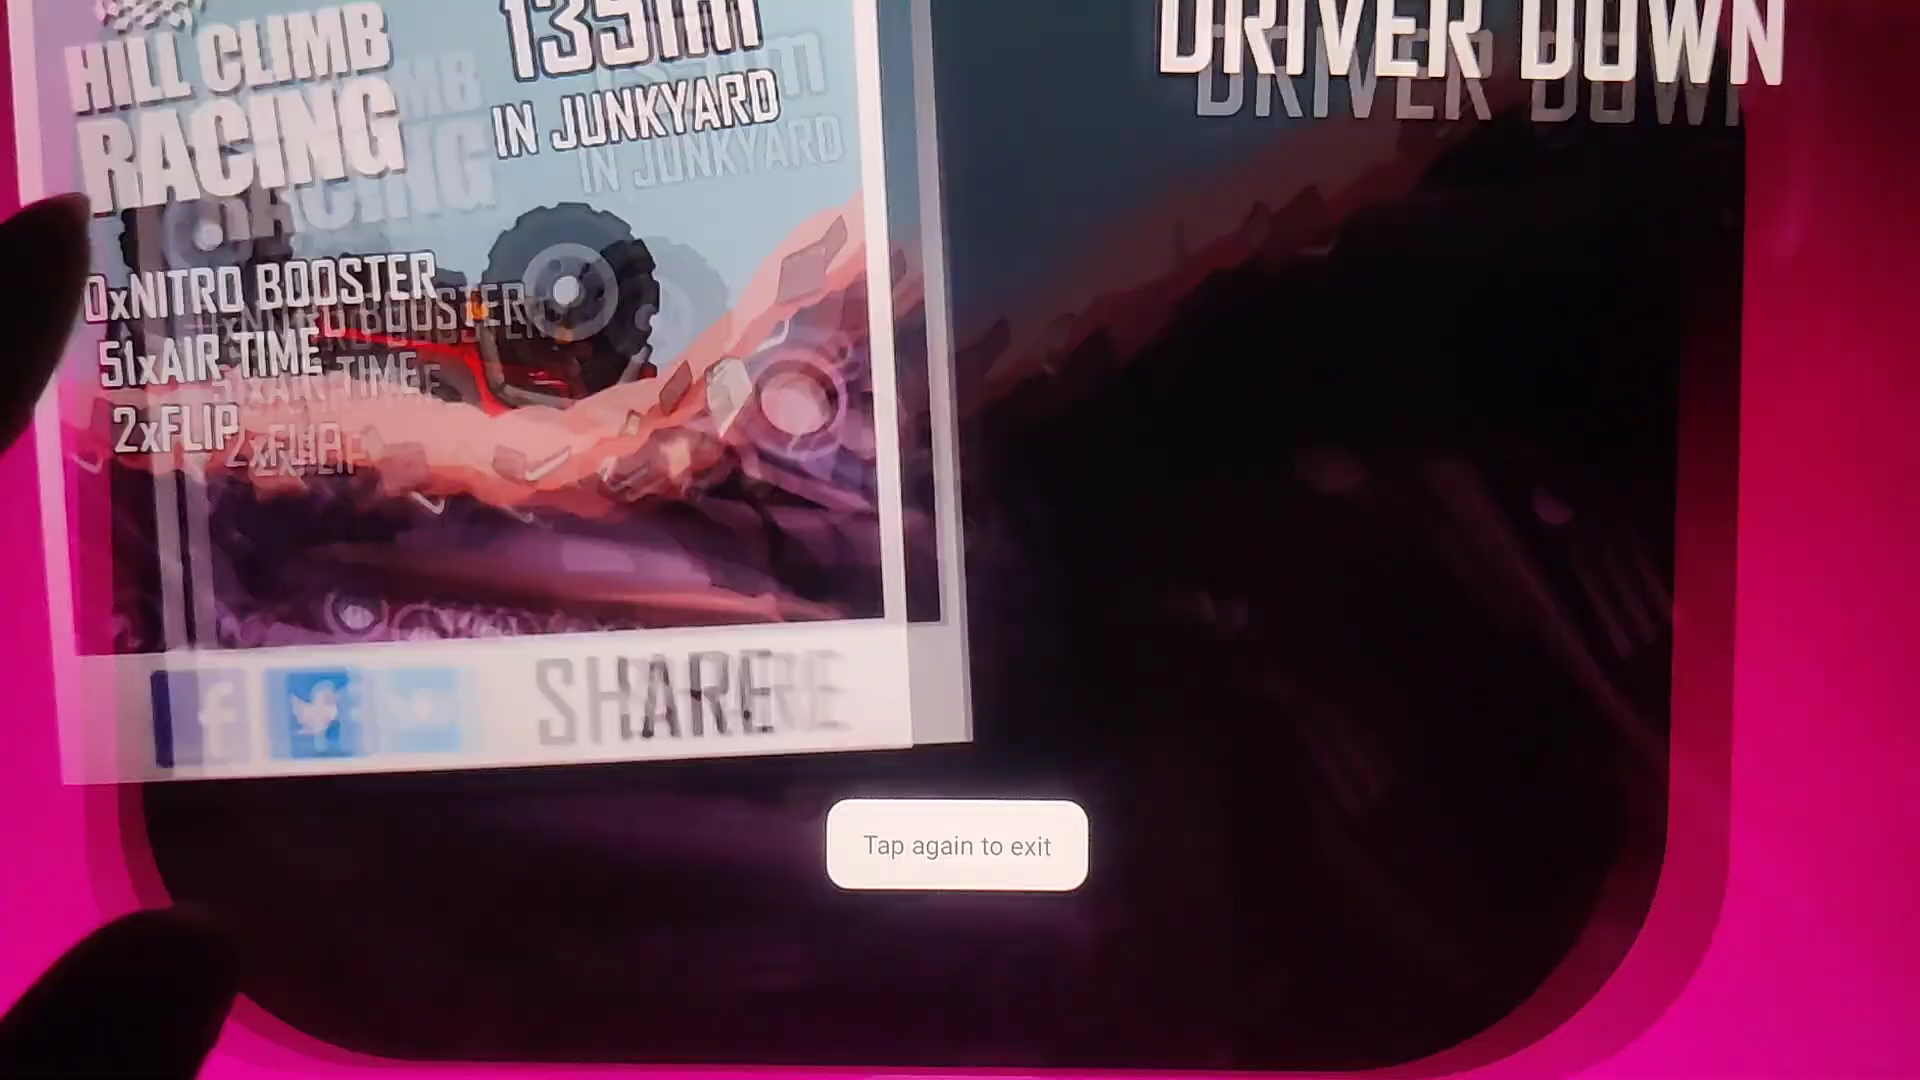 HILL CLIMB
RACING
IN JUNKYARD
DRIVER DOWN
0xNITRO BOOSTER
51xAIR TIME
2xFLIP
SHARE
Tap again to exit